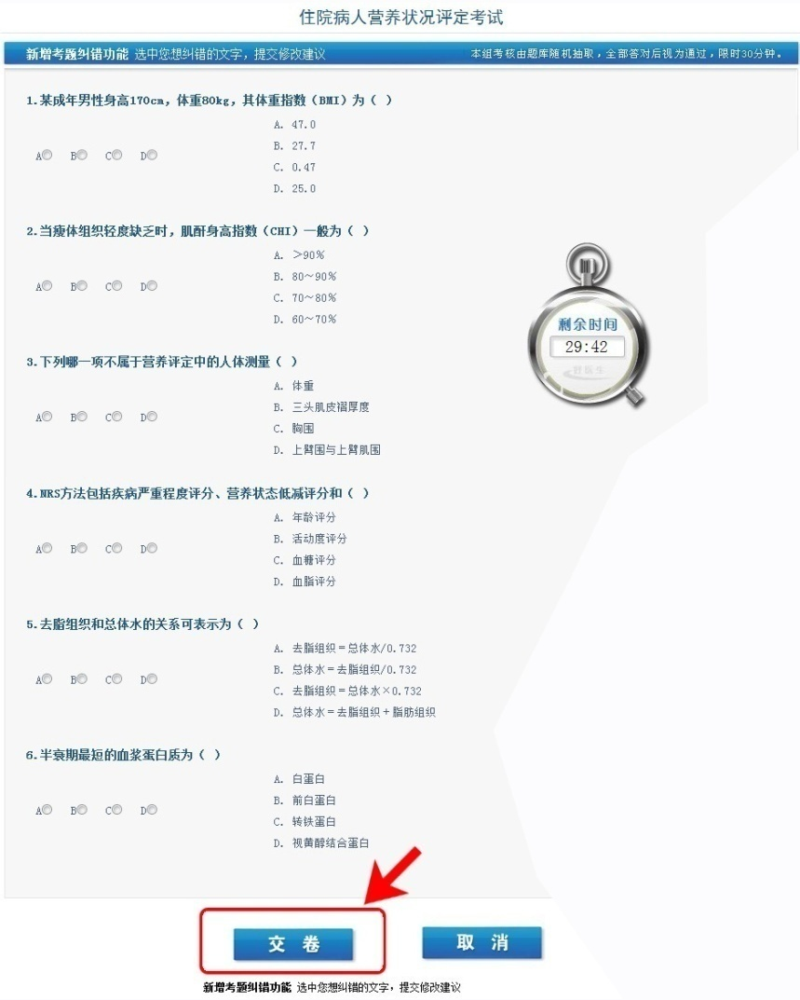 住院病人营养状况评定考试
新增考题纠错功能 选中您想纠错的文字，提交修改建议 本组考核由题库随机抽取，全部答对后视为通过，限时30分钟。
1.某成年男性身高170cm，体重80kg，其体重指数（BMI）为（ ）
A. 47.0
B. 27.7
A B C D
C. 0.47
D. 25.0
2.当瘦体组织轻度缺乏时，肌酐身高指数（CHI）一般为（ ）
A. ＞90％
B. 80～90％
A B C D
C. 70～80％
D. 60～70％
剩余时间
29:42
3.下列哪一项不属于营养评定中的人体测量（ ）
A. 体重
B. 三头肌皮褶厚度
A B C D
C. 胸围
D. 上臂围与上臂肌围
4.NRS方法包括疾病严重程度评分、营养状态低减评分和（ ）
A. 年龄评分
B. 活动度评分
A B C D
C. 血糖评分
D. 血脂评分
5.去脂组织和总体水的关系可表示为（ ）
A. 去脂组织＝总体水/0.732
B. 总体水＝去脂组织/0.732
A B C D
C. 去脂组织＝总体水×0.732
D. 总体水＝去脂组织＋脂肪组织
6.半衰期最短的血浆蛋白质为（ ）
A. 白蛋白
B. 前白蛋白
A B C D
C. 转铁蛋白
D. 视黄醇结合蛋白
交 卷
取 消
新增考题纠错功能 选中您想纠错的文字，提交修改建议